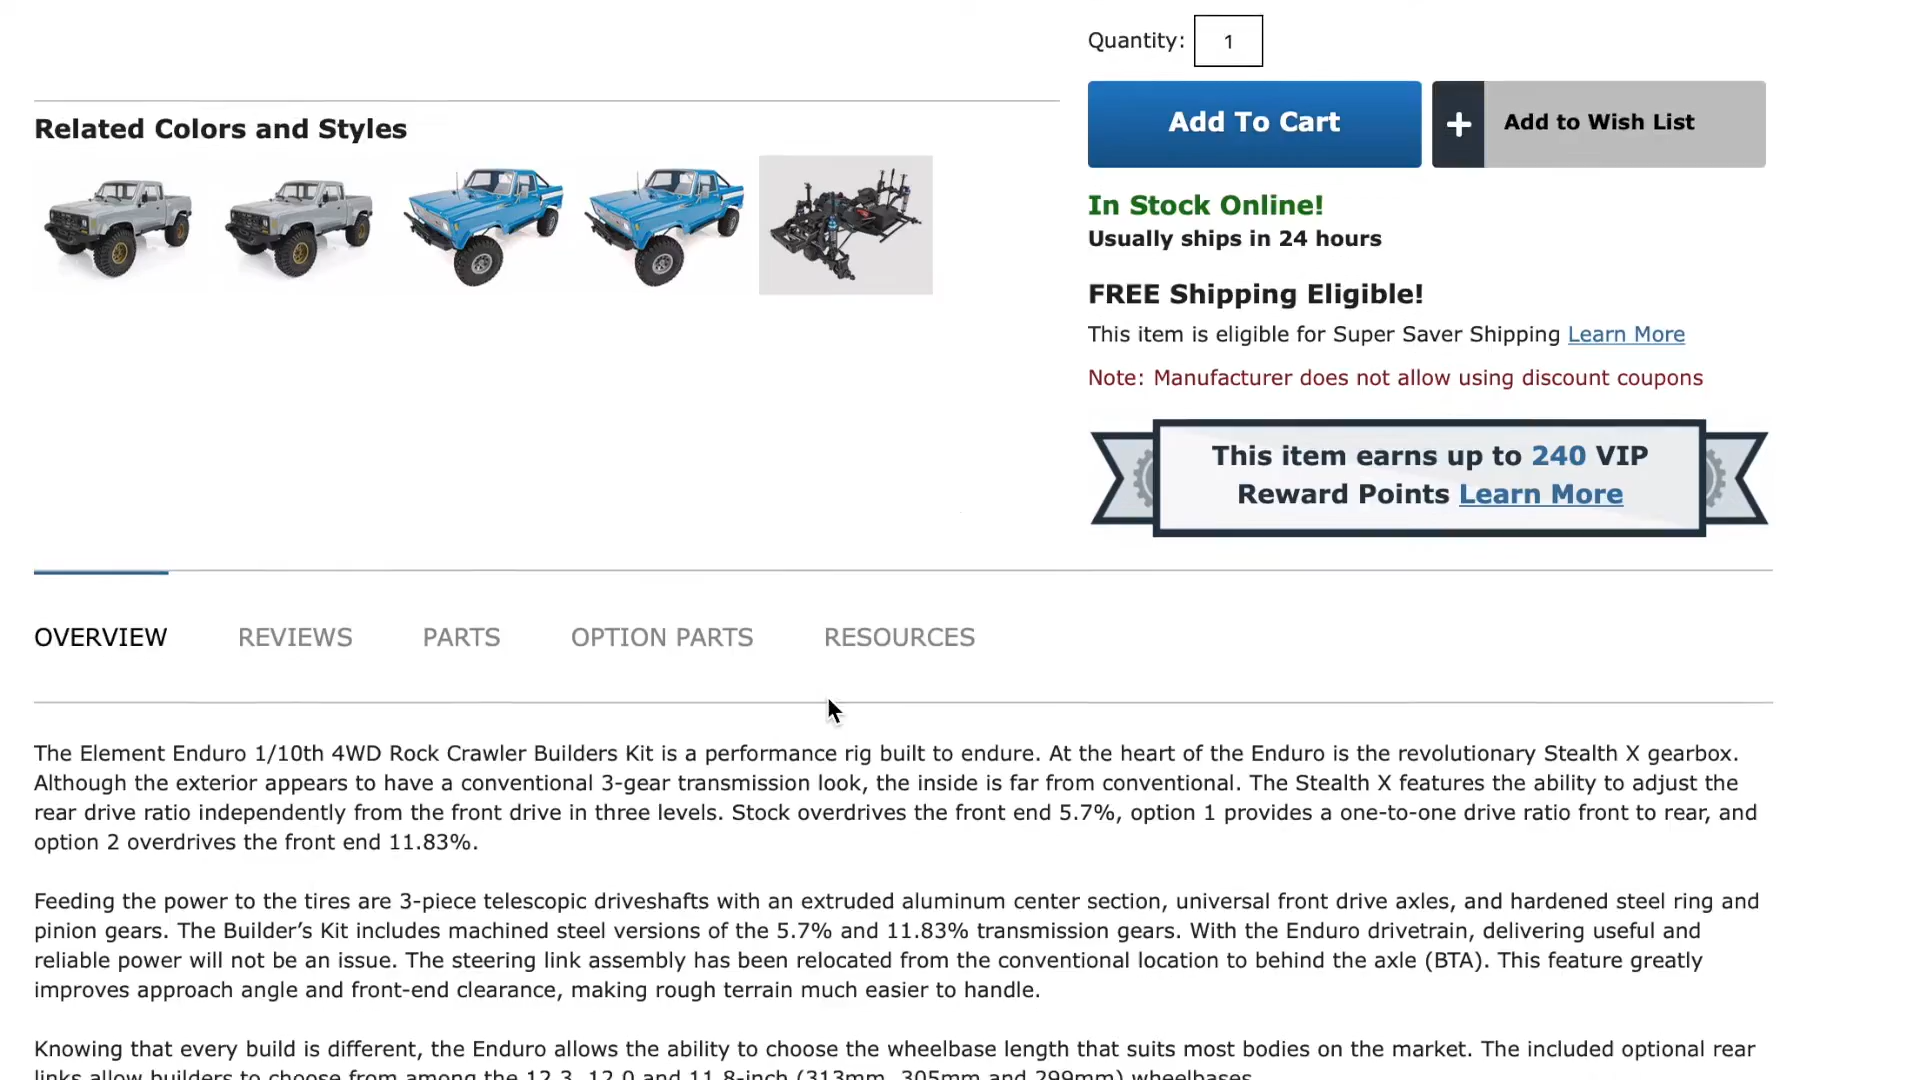 Quantity: 1
Related Colors and Styles
Add To Cart
+ Add to Wish List
In Stock Online!
Usually ships in 24 hours
FREE Shipping Eligible!
This item is eligible for Super Saver Shipping Learn More
Note: Manufacturer does not allow using discount coupons
This item earns up to 240 VIP
Reward Points Learn More
OVERVIEW REVIEWS PARTS OPTION PARTS RESOURCES
The Element Enduro 1/10th 4WD Rock Crawler Builders Kit is a performance rig built to endure. At the heart of the Enduro is the revolutionary Stealth X gearbox.
Although the exterior appears to have a conventional 3-gear transmission look, the inside is far from conventional. The Stealth X features the ability to adjust the
rear drive ratio independently from the front drive in three levels. Stock overdrives the front end 5.7%, option 1 provides a one-to-one drive ratio front to rear, and
option 2 overdrives the front end 11.83%.
Feeding the power to the tires are 3-piece telescopic driveshafts with an extruded aluminum center section, universal front drive axles, and hardened steel ring and
pinion gears. The Builder’s Kit includes machined steel versions of the 5.7% and 11.83% transmission gears. With the Enduro drivetrain, delivering useful and
reliable power will not be an issue. The steering link assembly has been relocated from the conventional location to behind the axle (BTA). This feature greatly
improves approach angle and front-end clearance, making rough terrain much easier to handle.
Knowing that every build is different, the Enduro allows the ability to choose the wheelbase length that suits most bodies on the market. The included optional rear
links allow builders to choose from among the 12.3, 12.0 and 11.8-inch (313mm, 305mm and 299mm) wheelbases.